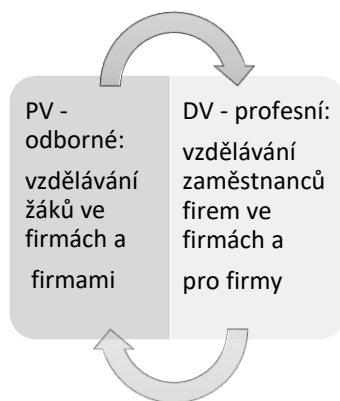 PV -
odborné:
vzdělávání
žáků ve
firmách a
firmami
DV - profesní:
vzdělávání
zaměstnanců
firem ve
firmách a
pro firmy